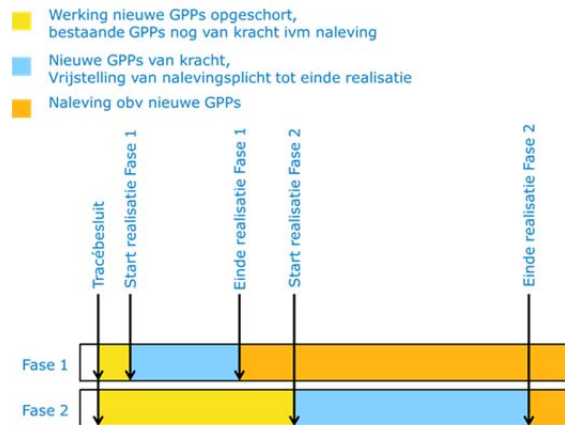 Werking nieuwe GPPs opgeschort,
bestaande GPPs nog van kracht ivm naleving
Nieuwe GPPs van kracht,
Vrijstelling van nalevingsplicht tot einde realisatie
Naleving obv nieuwe GPPs
Tracébesluit
Start realisatie Fase 1
Einde realisatie Fase 1
Start realisatie Fase 2
Einde realisatie Fase 2
Fase 1
Fase 2